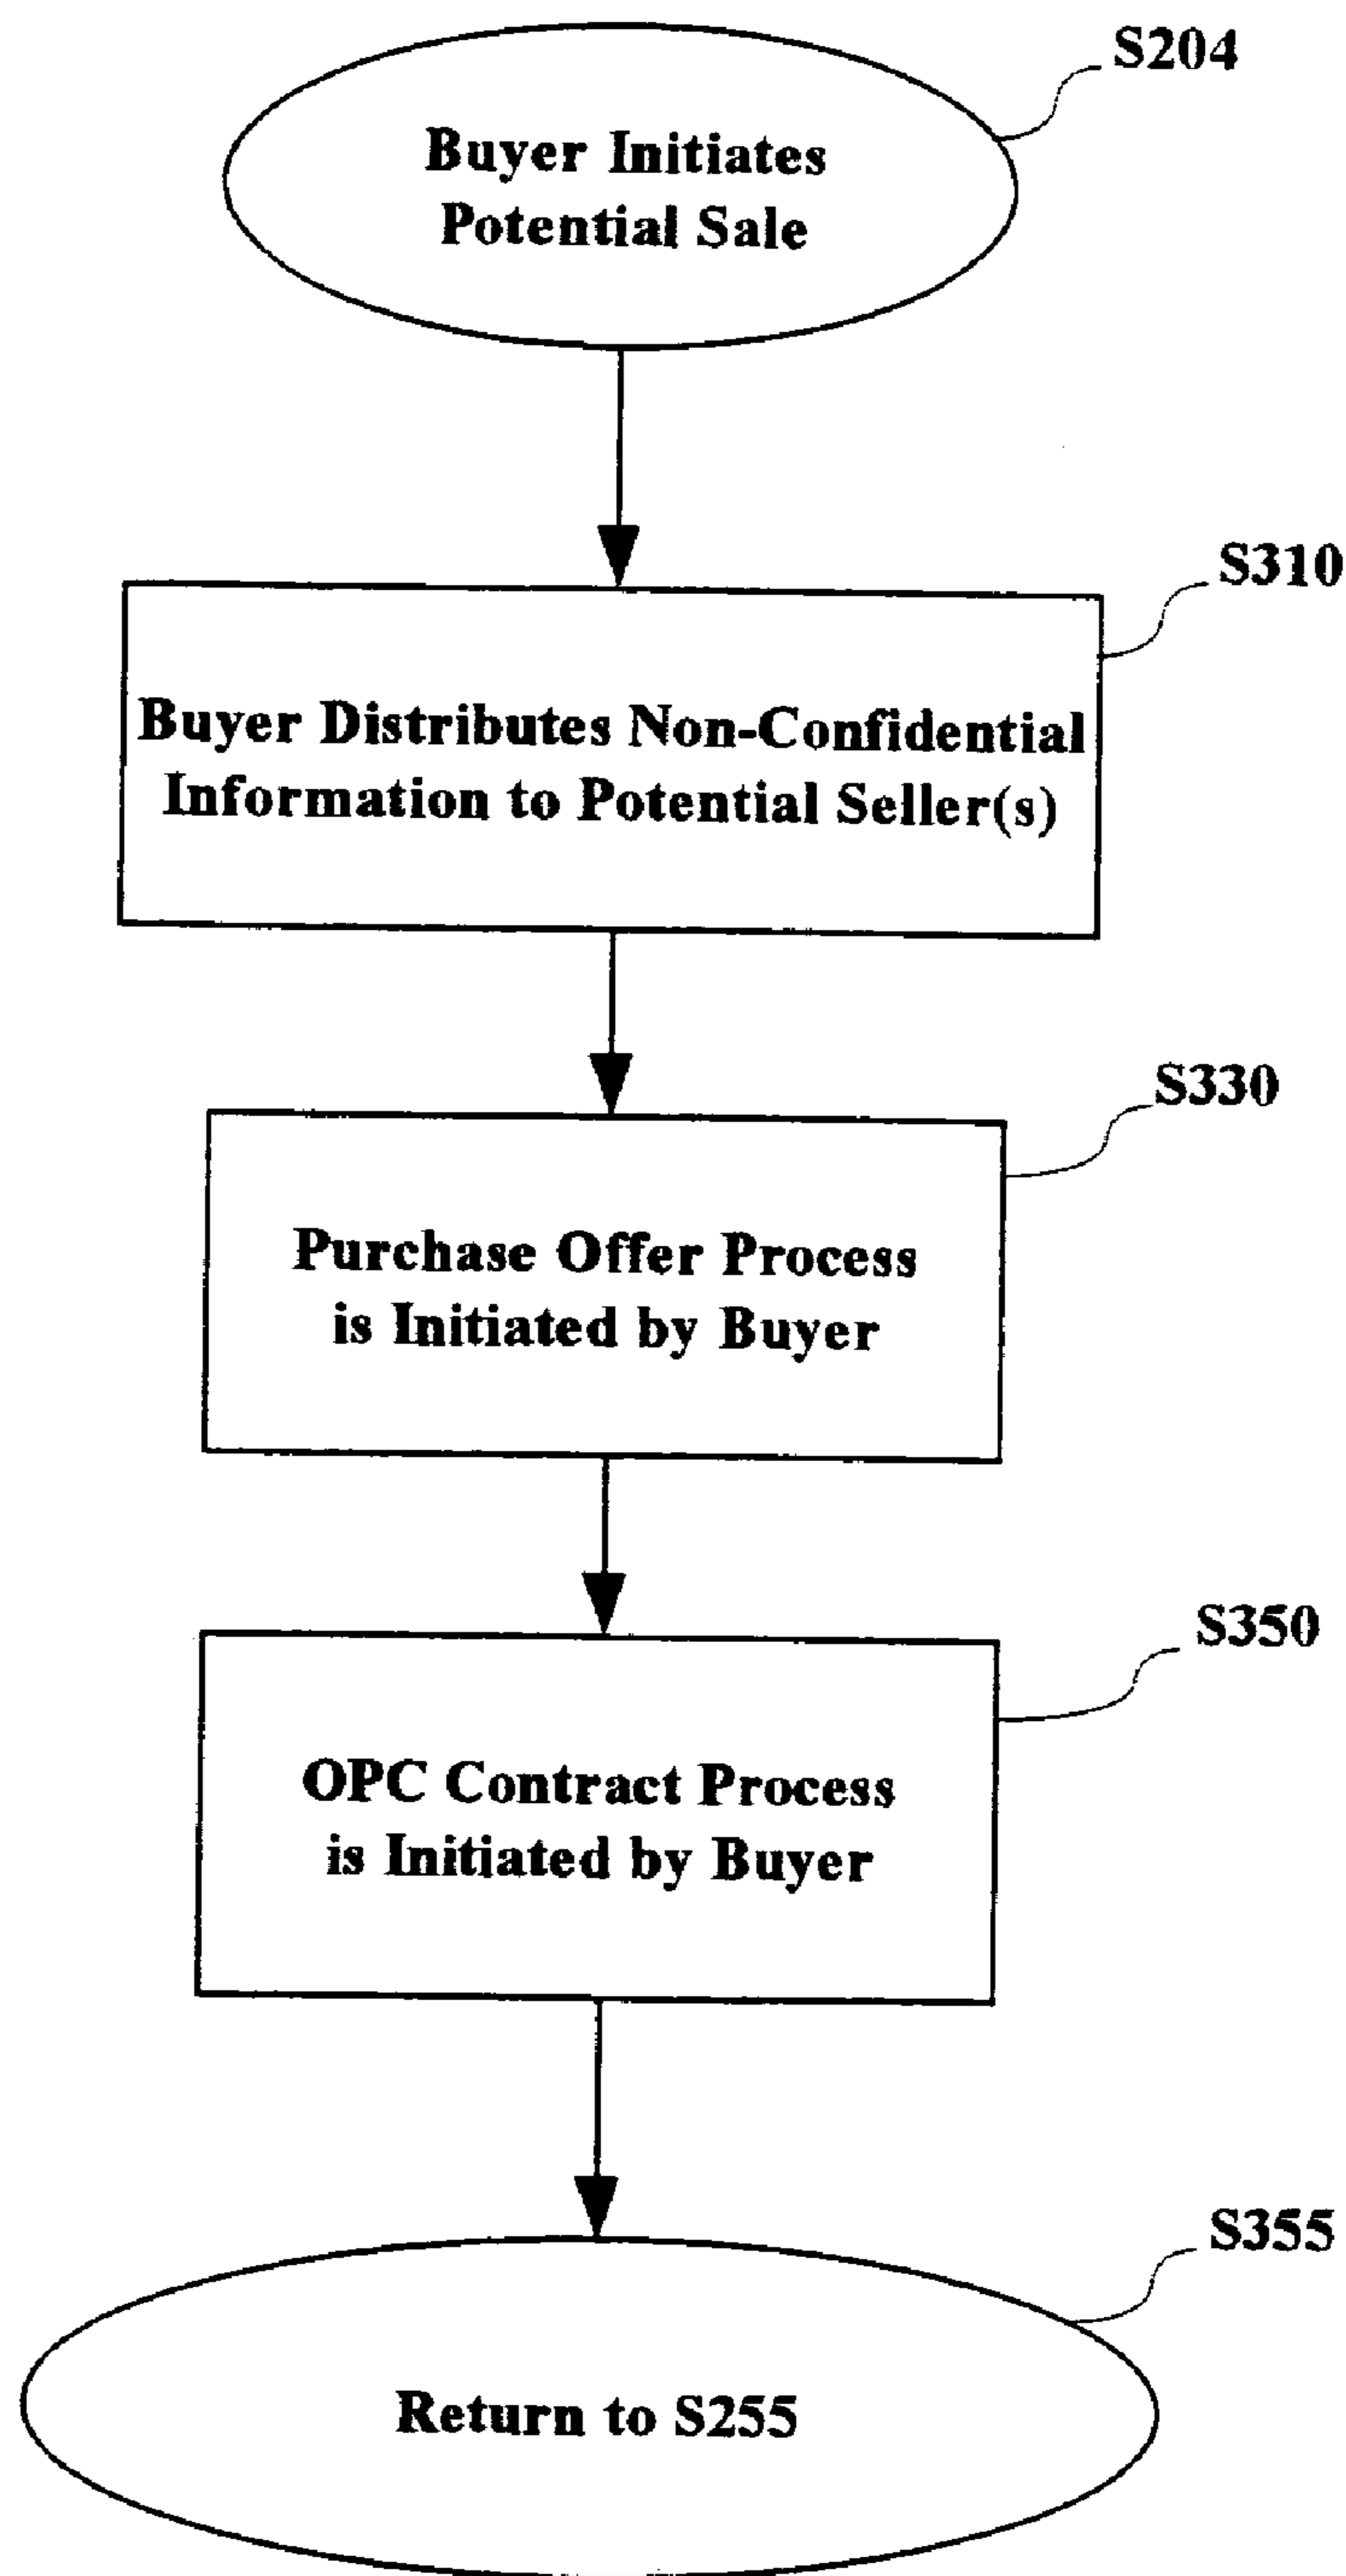 S204
Buyer Initiates
Potential Sale
S310
Buyer Distributes Non-Confidential
Information to Potential Seller(s)
S330
Purchase Offer Process
is Initiated by Buyer
S350
OPC Contract Process
is Initiated by Buyer
S355
Return to S255